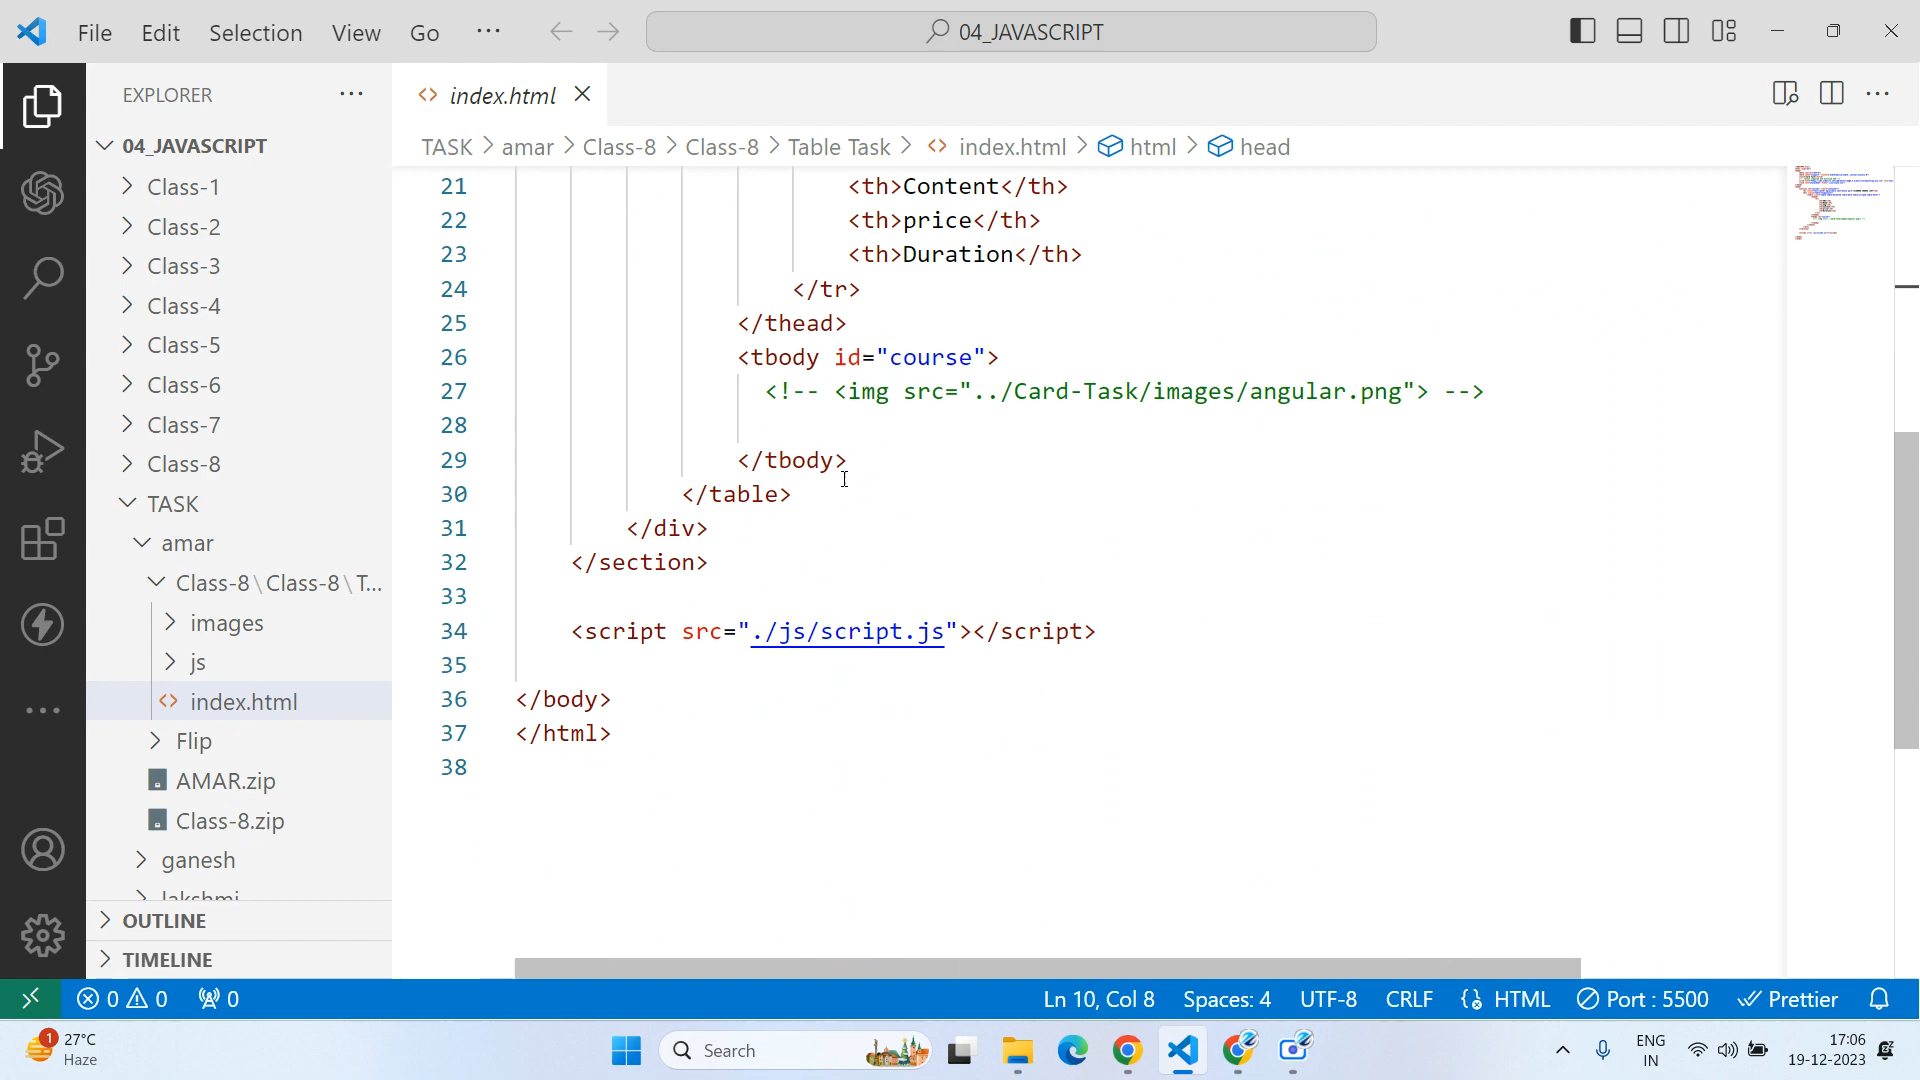 File Edit Selection View Go ··· 04_JAVASCRIPT
EXPLORER ···
index.html
04_JAVASCRIPT
TASK > amar > Class-8 > Class-8 > Table Task > index.html > html > head
Class-1
Class-2
Class-3
Class-4
Class-5
Class-6
Class-7
Class-8
TASK
amar
Class-8\Class-8\T...
images
js
index.html
Flip
AMAR.zip
Class-8.zip
ganesh
OUTLINE
TIMELINE
21 <th>Content</th>
22 <th>price</th>
23 <th>Duration</th>
24 </tr>
25 </thead>
26 <tbody id="course">
27 <!-- <img src="../Card-Task/images/angular.png"> -->
28
29 </tbody>
30 </table>
31 </div>
32 </section>
33
34 <script src="./js/script.js"></script>
35
36 </body>
37 </html>
38
0 0 0 Ln 10, Col 8 Spaces: 4 UTF-8 CRLF HTML Port : 5500 Prettier
1 27°C
Haze
Search
ENG
IN
17:06
19-12-2023